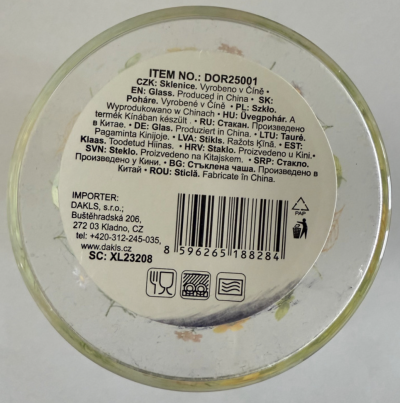 ITEM NO.: DOR25001
CZK: Sklenice. Vyrobeno v Číně •
EN: Glass. Produced in China • SK:
Poháre. Vyrobené v Číne • PL: Szkło.
Wyprodukowano w Chinach • HU: Üvegpohár. A
termék Kínában készült • RU: Стакан. Произведено
в Китае. • DE: Glas. Produziert in China. • LTU: Taurė.
Pagaminta Kinijoje. • LVA: Stikls. Ražots Ķīnā. • EST:
Klaas. Toodetud Hiinas. • HRV: Staklo. Proizvedeno u Kini.
SVN: Steklo. Proizvedeno na Kitajskem. • SRP: Стакло.
Произведено у Кини. • BG: Стъклена чаша. Произведено в
Китай • ROU: Sticlă. Fabricate în China.
IMPORTER:
DAKLS, s.r.o.;
Buštěhradská 206,
272 03 Kladno, CZ
tel: +420-312-245-035,
www.dakls.cz
SC: XL23208
8 596265 188284
PAP